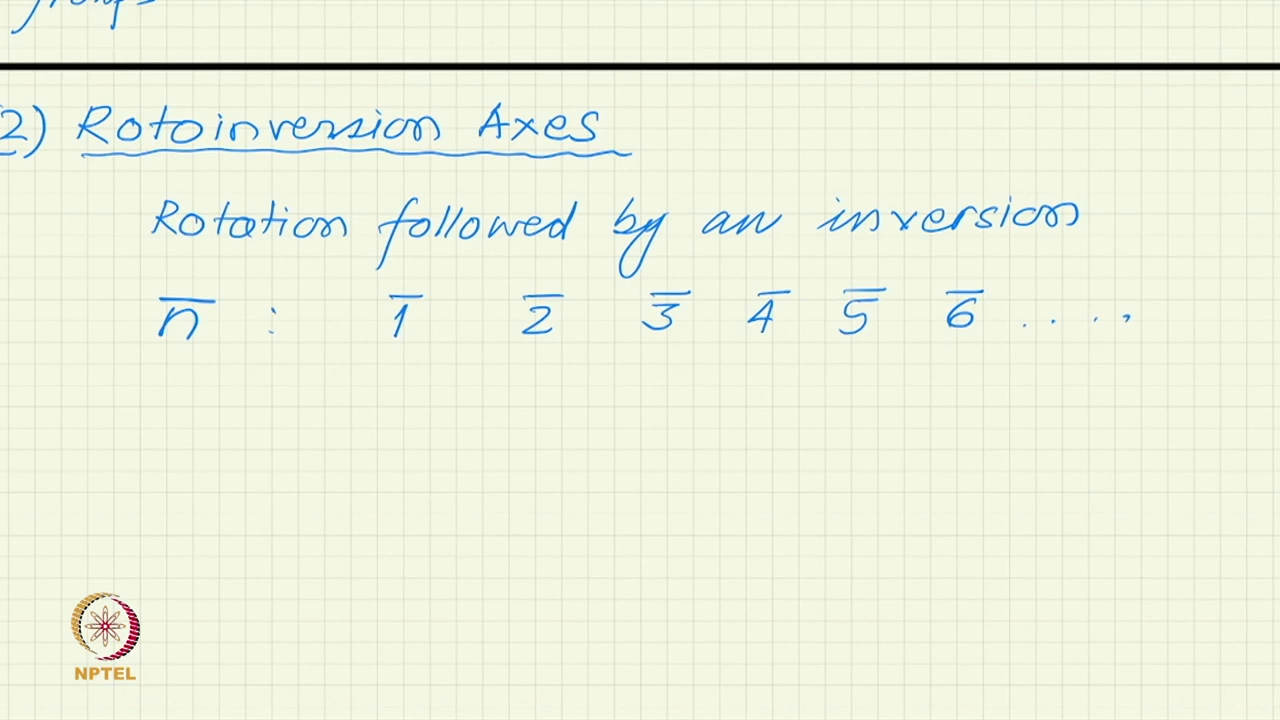 2) Rotoinversion Axes
Rotation followed by an inversion
n̅ : 1̅ 2̅ 3̅ 4̅ 5̅ 6̅ . . . . ,
NPTEL